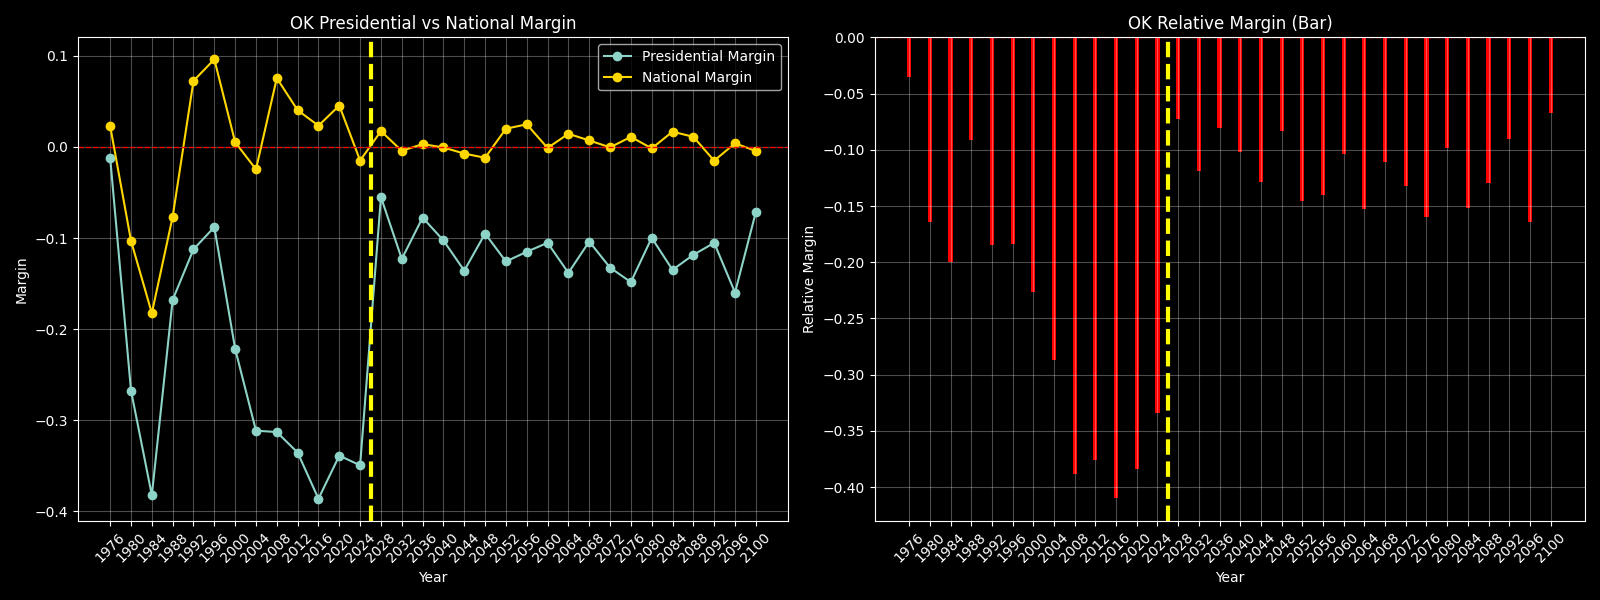 OK Presidential vs National Margin
Presidential Margin
National Margin
0.1
0.0
−0.1
−0.2
−0.3
−0.4
Margin
1976 1980 1984 1988 1992 1996 2000 2004 2008 2012 2016 2020 2024 2028 2032 2036 2040 2044 2048 2052 2056 2060 2064 2068 2072 2076 2080 2084 2088 2092 2096 2100
Year
OK Relative Margin (Bar)
0.00
−0.05
−0.10
−0.15
−0.20
−0.25
−0.30
−0.35
−0.40
Relative Margin
1976 1980 1984 1988 1992 1996 2000 2004 2008 2012 2016 2020 2024 2028 2032 2036 2040 2044 2048 2052 2056 2060 2064 2068 2072 2076 2080 2084 2088 2092 2096 2100
Year